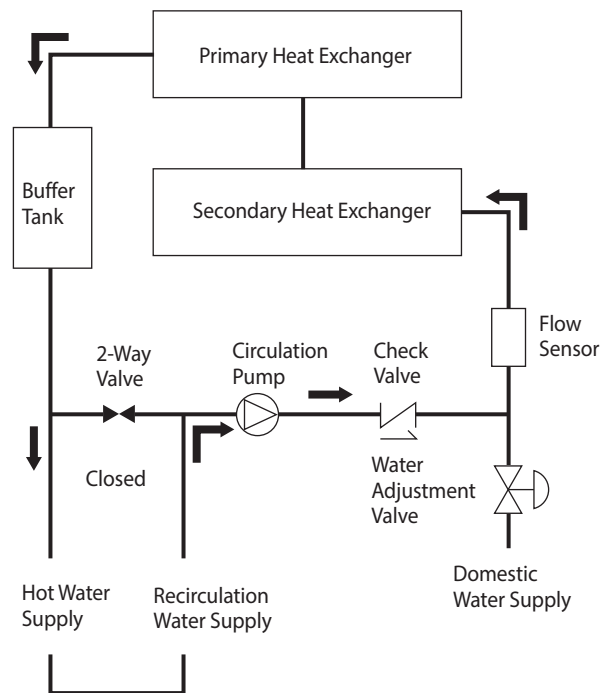 Primary Heat Exchanger
Buffer
Tank
Secondary Heat Exchanger
Flow
Sensor
2-Way
Valve
Circulation
Pump
Check
Valve
Closed
Water
Adjustment
Valve
Hot Water
Supply
Recirculation
Water Supply
Domestic
Water Supply